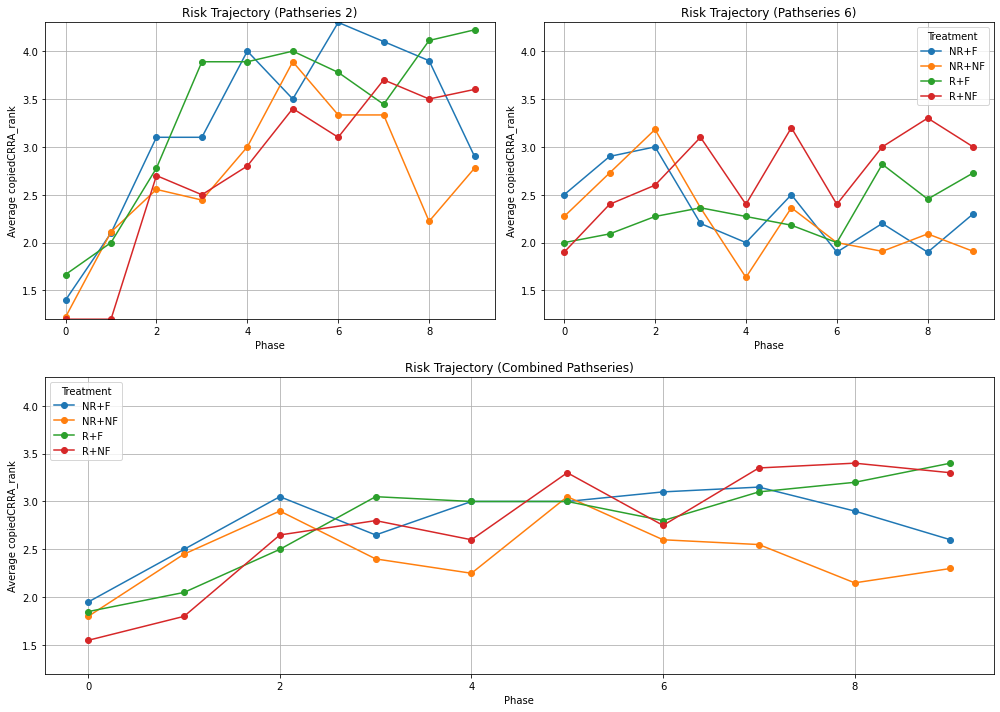 Risk Trajectory (Pathseries 2)
Average copiedCRRA_rank
4.0
3.5
3.0
2.5
2.0
1.5
0 2 4 6 8
Phase
Risk Trajectory (Pathseries 6)
Average copiedCRRA_rank
4.0
3.5
3.0
2.5
2.0
1.5
0 2 4 6 8
Phase
Treatment
NR+F
NR+NF
R+F
R+NF
Risk Trajectory (Combined Pathseries)
Average copiedCRRA_rank
4.0
3.5
3.0
2.5
2.0
1.5
0 2 4 6 8
Phase
Treatment
NR+F
NR+NF
R+F
R+NF